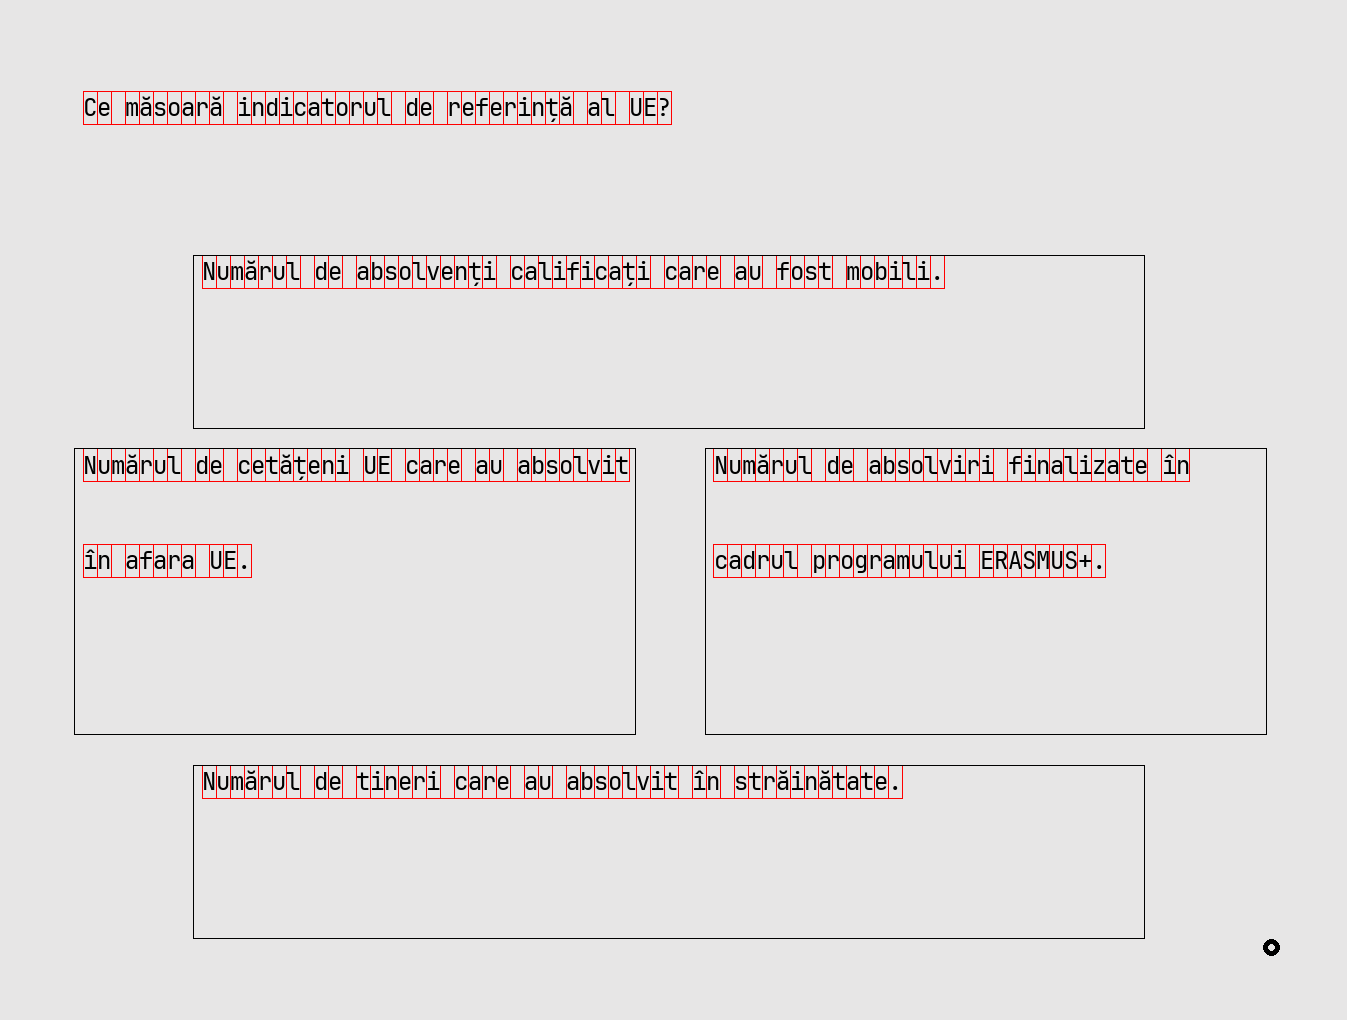 Ce măsoară indicatorul de referință al UE?
Numărul de absolvenți calificați care au fost mobili.
Numărul de cetățeni UE care au absolvit
în afara UE.
Numărul de absolviri finalizate în
cadrul programului ERASMUS+.
Numărul de tineri care au absolvit în străinătate.